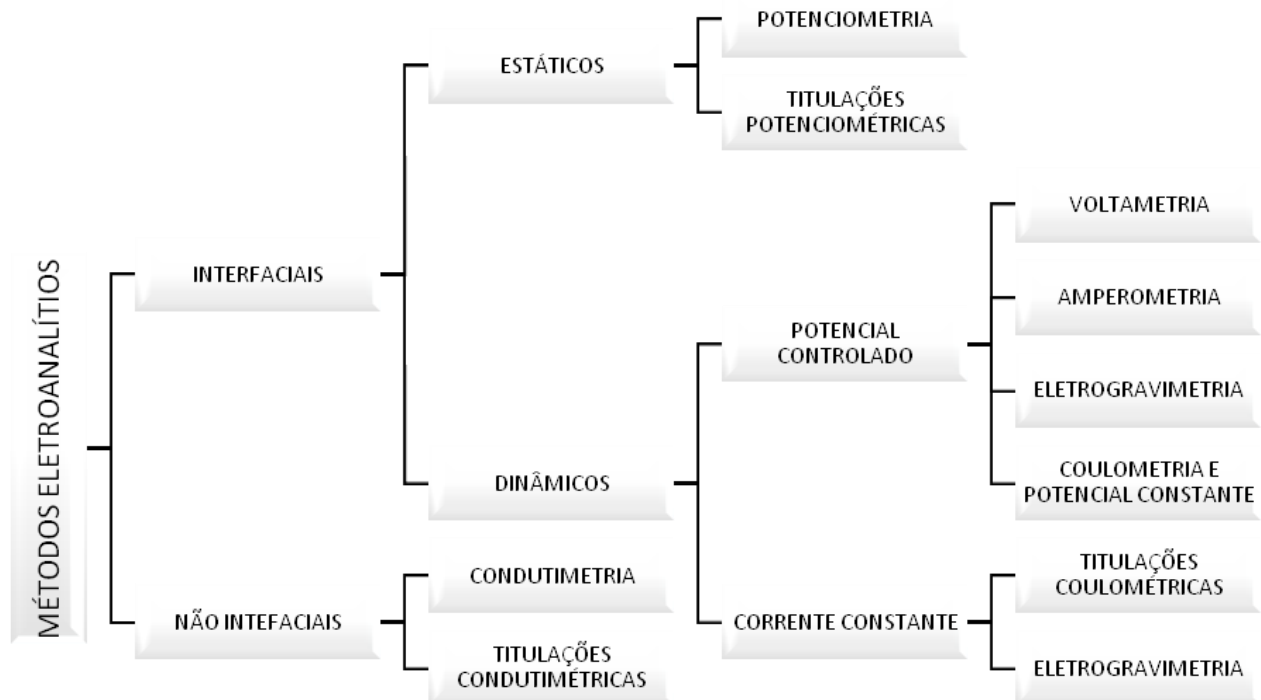 MÉTODOS ELETROANALÍTIOS
INTERFACIAIS
ESTÁTICOS
POTENCIOMETRIA
TITULAÇÕES
POTENCIOMÉTRICAS
DINÂMICOS
POTENCIAL
CONTROLADO
VOLTAMETRIA
AMPEROMETRIA
ELETROGRAVIMETRIA
COULOMETRIA E
POTENCIAL CONSTANTE
CORRENTE CONSTANTE
TITULAÇÕES
COULOMÉTRICAS
ELETROGRAVIMETRIA
NÃO INTEFACIAIS
CONDUTIMETRIA
TITULAÇÕES
CONDUTIMÉTRICAS